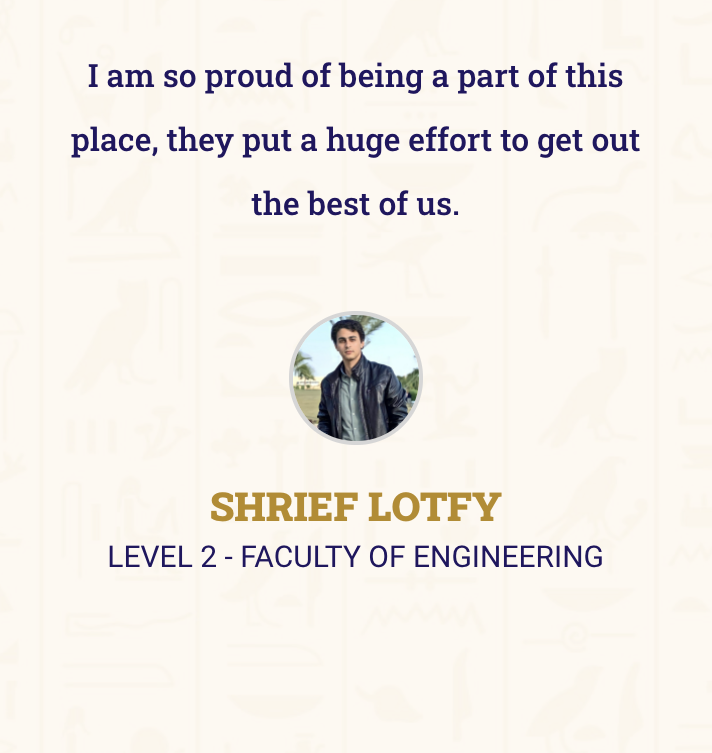 I am so proud of being a part of this
place, they put a huge effort to get out
the best of us.
SHRIEF LOTFY
LEVEL 2 - FACULTY OF ENGINEERING